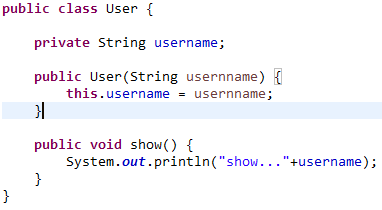 public class User {
private String username;
public User(String usernname) {
this.username = usernname;
}
public void show() {
System.out.println("show..."+username);
}
}